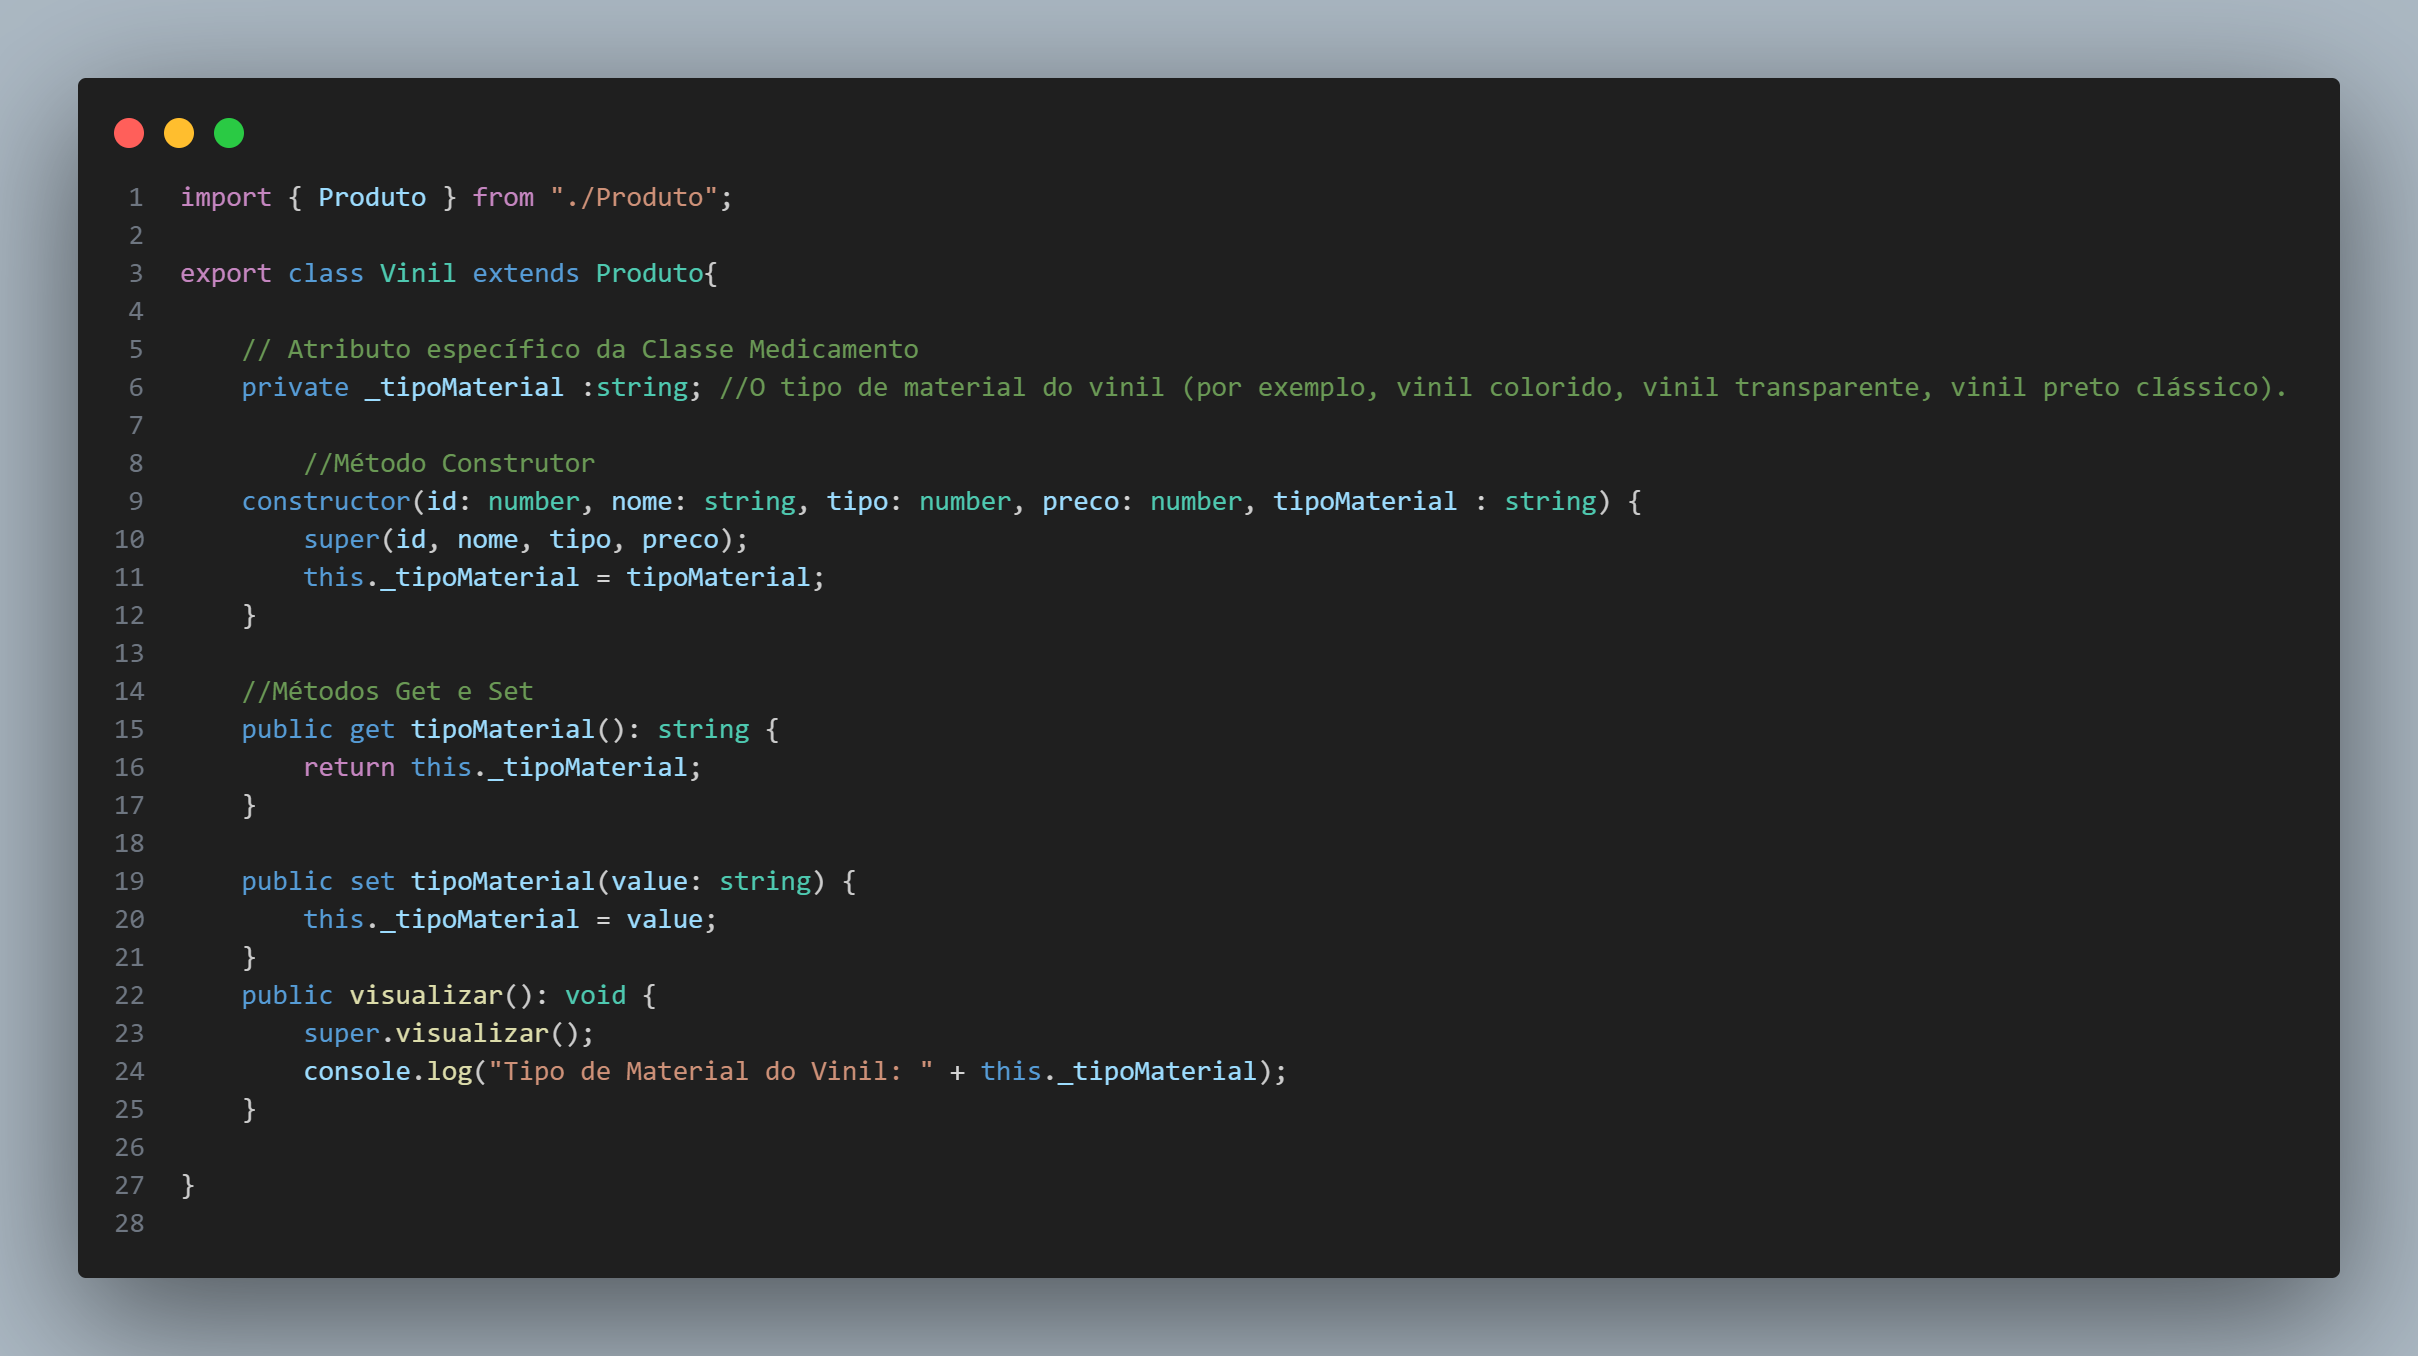 1 import { Produto } from "./Produto";
2
3 export class Vinil extends Produto{
4
5     // Atributo específico da Classe Medicamento
6     private _tipoMaterial :string; //O tipo de material do vinil (por exemplo, vinil colorido, vinil transparente, vinil preto clássico).
7
8         //Método Construtor
9     constructor(id: number, nome: string, tipo: number, preco: number, tipoMaterial : string) {
10         super(id, nome, tipo, preco);
11         this._tipoMaterial = tipoMaterial;
12     }
13
14     //Métodos Get e Set
15     public get tipoMaterial(): string {
16         return this._tipoMaterial;
17     }
18
19     public set tipoMaterial(value: string) {
20         this._tipoMaterial = value;
21     }
22     public visualizar(): void {
23         super.visualizar();
24         console.log("Tipo de Material do Vinil: " + this._tipoMaterial);
25     }
26
27 }
28